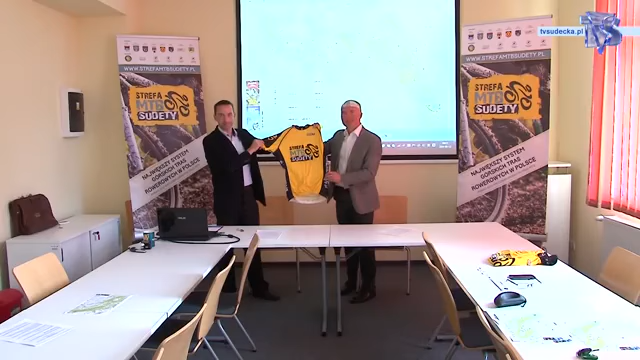 tvsudecka.pl
WWW.STREFAMTBSUDETY.PL
STREFA
MTB
SUDETY
NAJWIĘKSZY SYSTEM
GÓRSKICH TRAS
ROWEROWYCH W POLSCE
STREFA
MTB
SUDETY
WWW.STREFAMTBSUDETY.PL
STREFA
MTB
SUDETY
NAJWIĘKSZY SYSTEM
GÓRSKICH TRAS
ROWEROWYCH W POLSCE